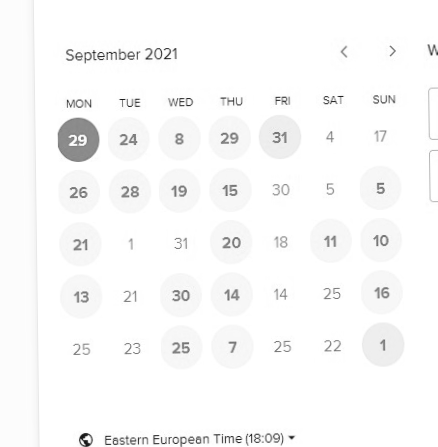 September 2021
W
MON TUE WED THU FRI SAT SUN
29 24 8 29 31 4 17
26 28 19 15 30 5 5
21 1 31 20 18 11 10
13 21 30 14 14 25 16
25 23 25 7 25 22 1
Eastern European Time (18:09)